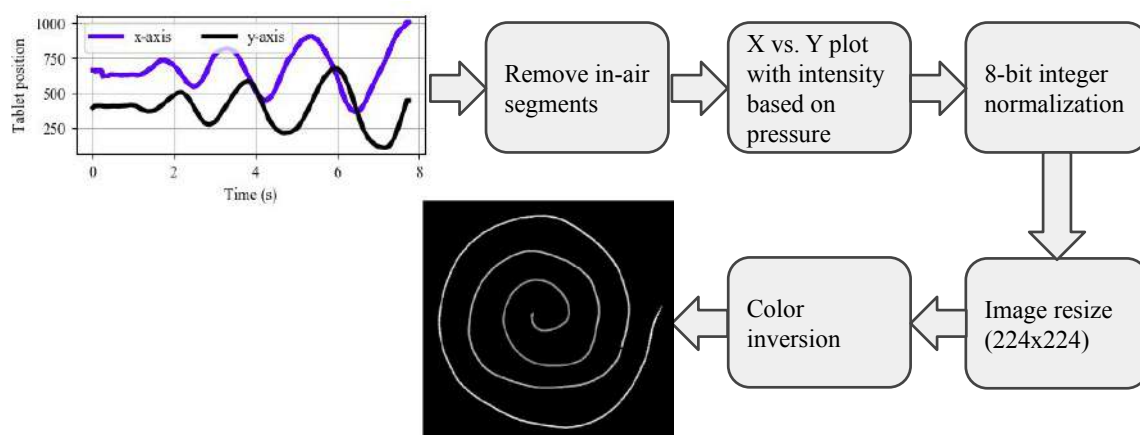 1000
750
500
250
Tablet position
x-axis
y-axis
0
2
4
6
8
Time (s)
Remove in-air
segments
X vs. Y plot
with intensity
based on
pressure
8-bit integer
normalization
Image resize
(224x224)
Color
inversion